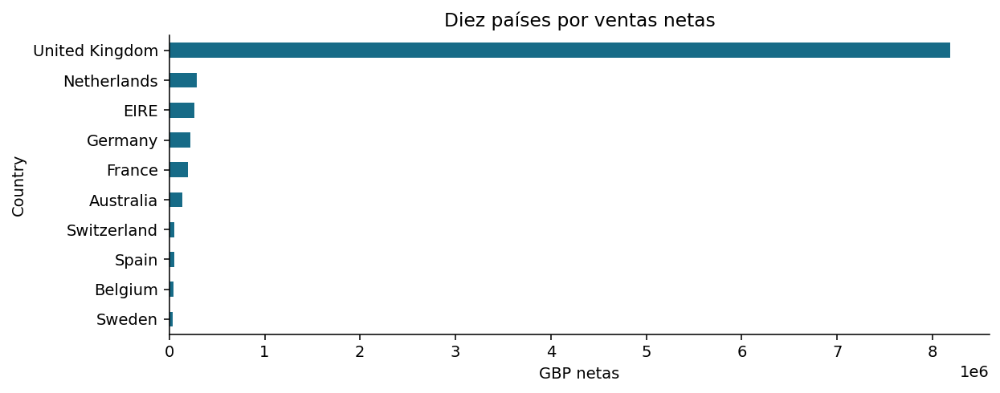 Diez países por ventas netas
Country
United Kingdom
Netherlands
EIRE
Germany
France
Australia
Switzerland
Spain
Belgium
Sweden
0 1 2 3 4 5 6 7 8
1e6
GBP netas